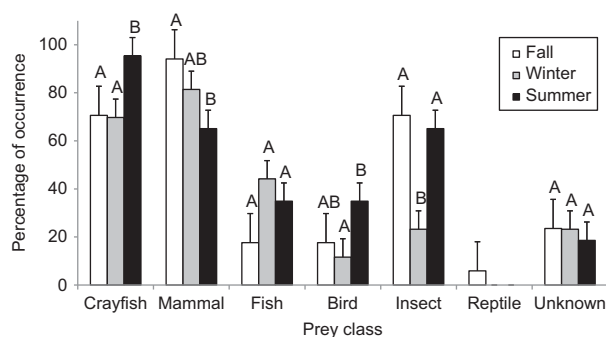 Percentage of occurrence
100
80
60
40
20
0
A
A
B
A
AB
B
A
A
A
AB
A
B
A
B
A
A
A
A
Fall
Winter
Summer
Crayfish
Mammal
Fish
Bird
Insect
Reptile
Unknown
Prey class